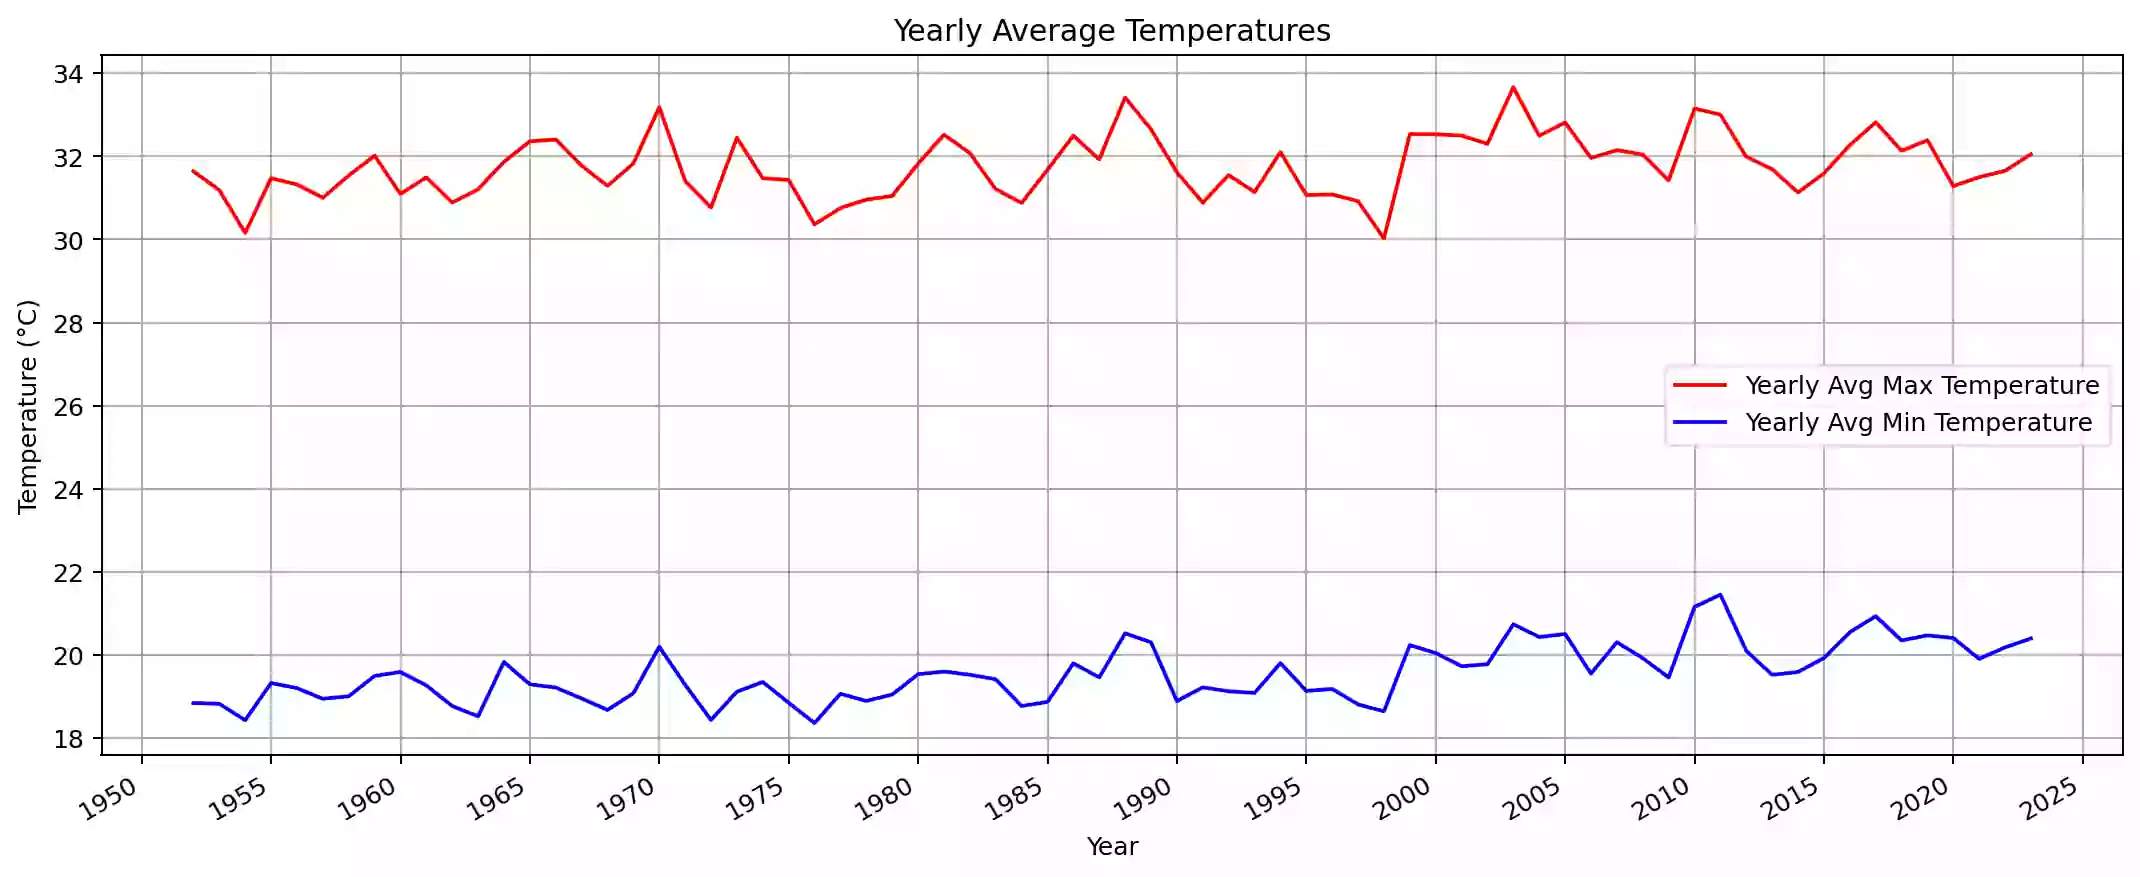 Yearly Average Temperatures
34
32
30
28
26
24
22
20
18
Temperature (°C)
Yearly Avg Max Temperature
Yearly Avg Min Temperature
1950 1955 1960 1965 1970 1975 1980 1985 1990 1995 2000 2005 2010 2015 2020 2025
Year